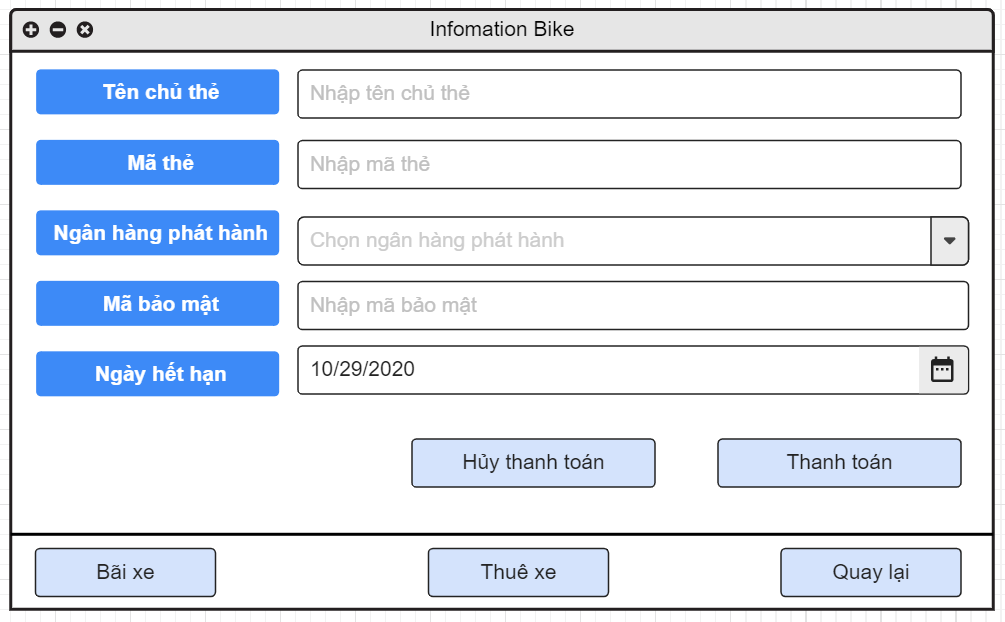 Infomation Bike
Tên chủ thẻ
Nhập tên chủ thẻ
Mã thẻ
Nhập mã thẻ
Ngân hàng phát hành
Chọn ngân hàng phát hành
Mã bảo mật
Nhập mã bảo mật
Ngày hết hạn
10/29/2020
Hủy thanh toán
Thanh toán
Bãi xe
Thuê xe
Quay lại